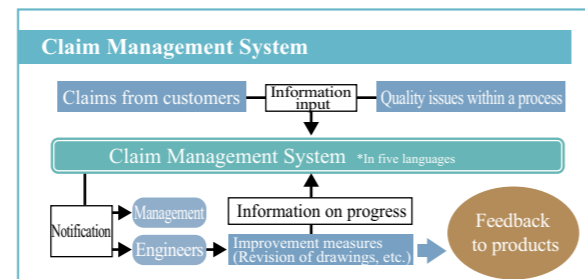 Claim Management System
Claims from customers
Information
input
Quality issues within a process
Claim Management System *In five languages
Notification
Management
Engineers
Information on progress
Improvement measures
(Revision of drawings, etc.)
Feedback
to products